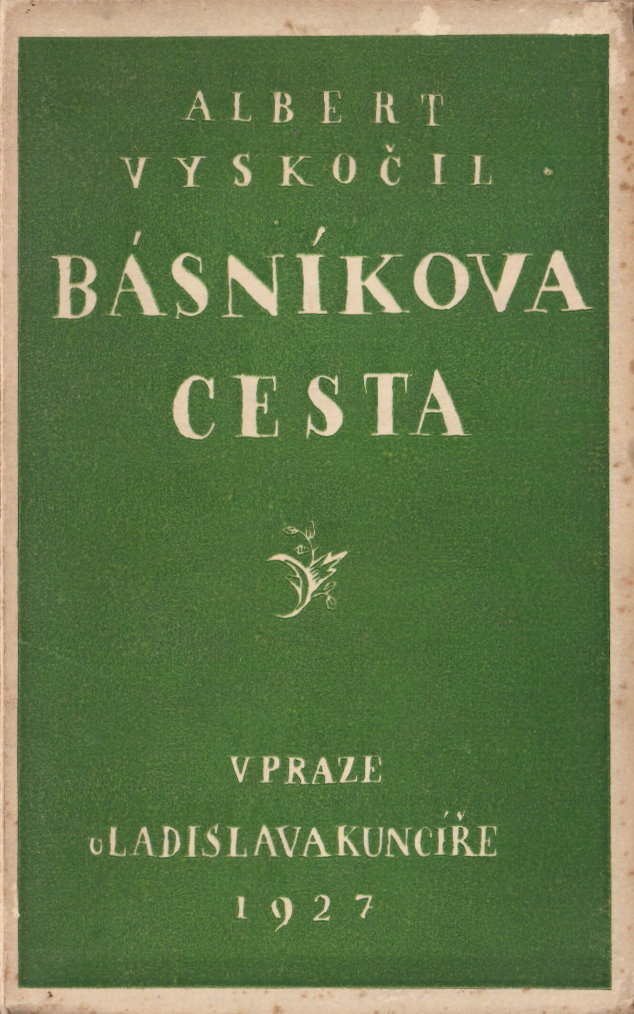 ALBERT
VYSKOČIL
BÁSNÍKOVA
CESTA
V PRAZE
U LADISLAVA KUNCÍŘE
1927